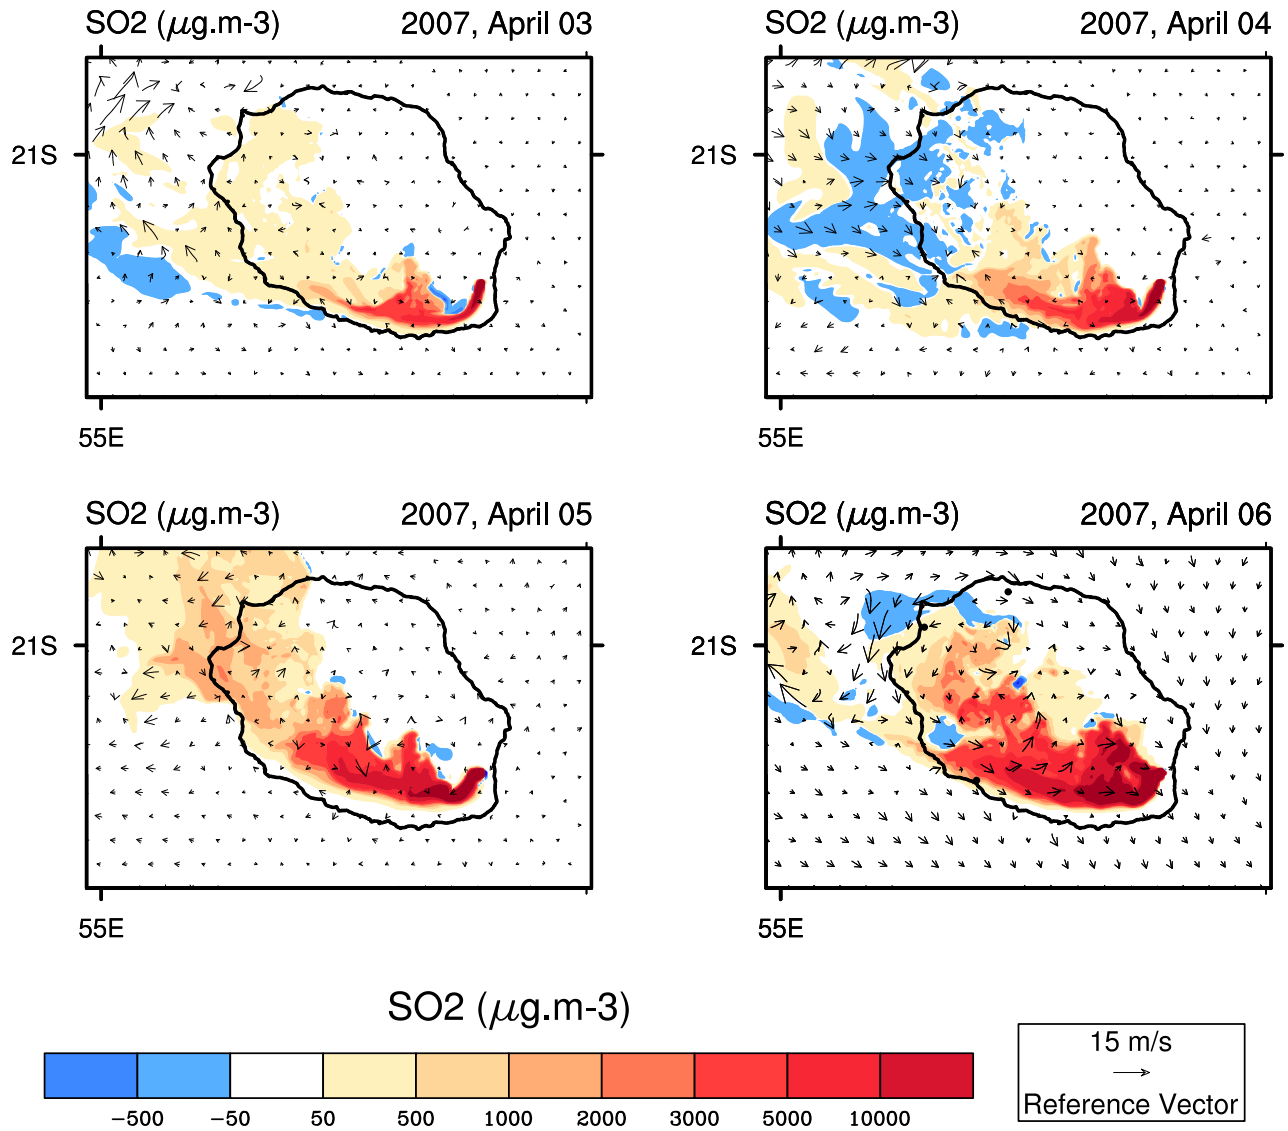 SO2 (μg.m-3) 2007, April 03
21S
55E
SO2 (μg.m-3) 2007, April 04
21S
55E
SO2 (μg.m-3) 2007, April 05
21S
55E
SO2 (μg.m-3) 2007, April 06
21S
55E
SO2 (μg.m-3)
-500 -50 50 500 1000 2000 3000 5000 10000
15 m/s
Reference Vector